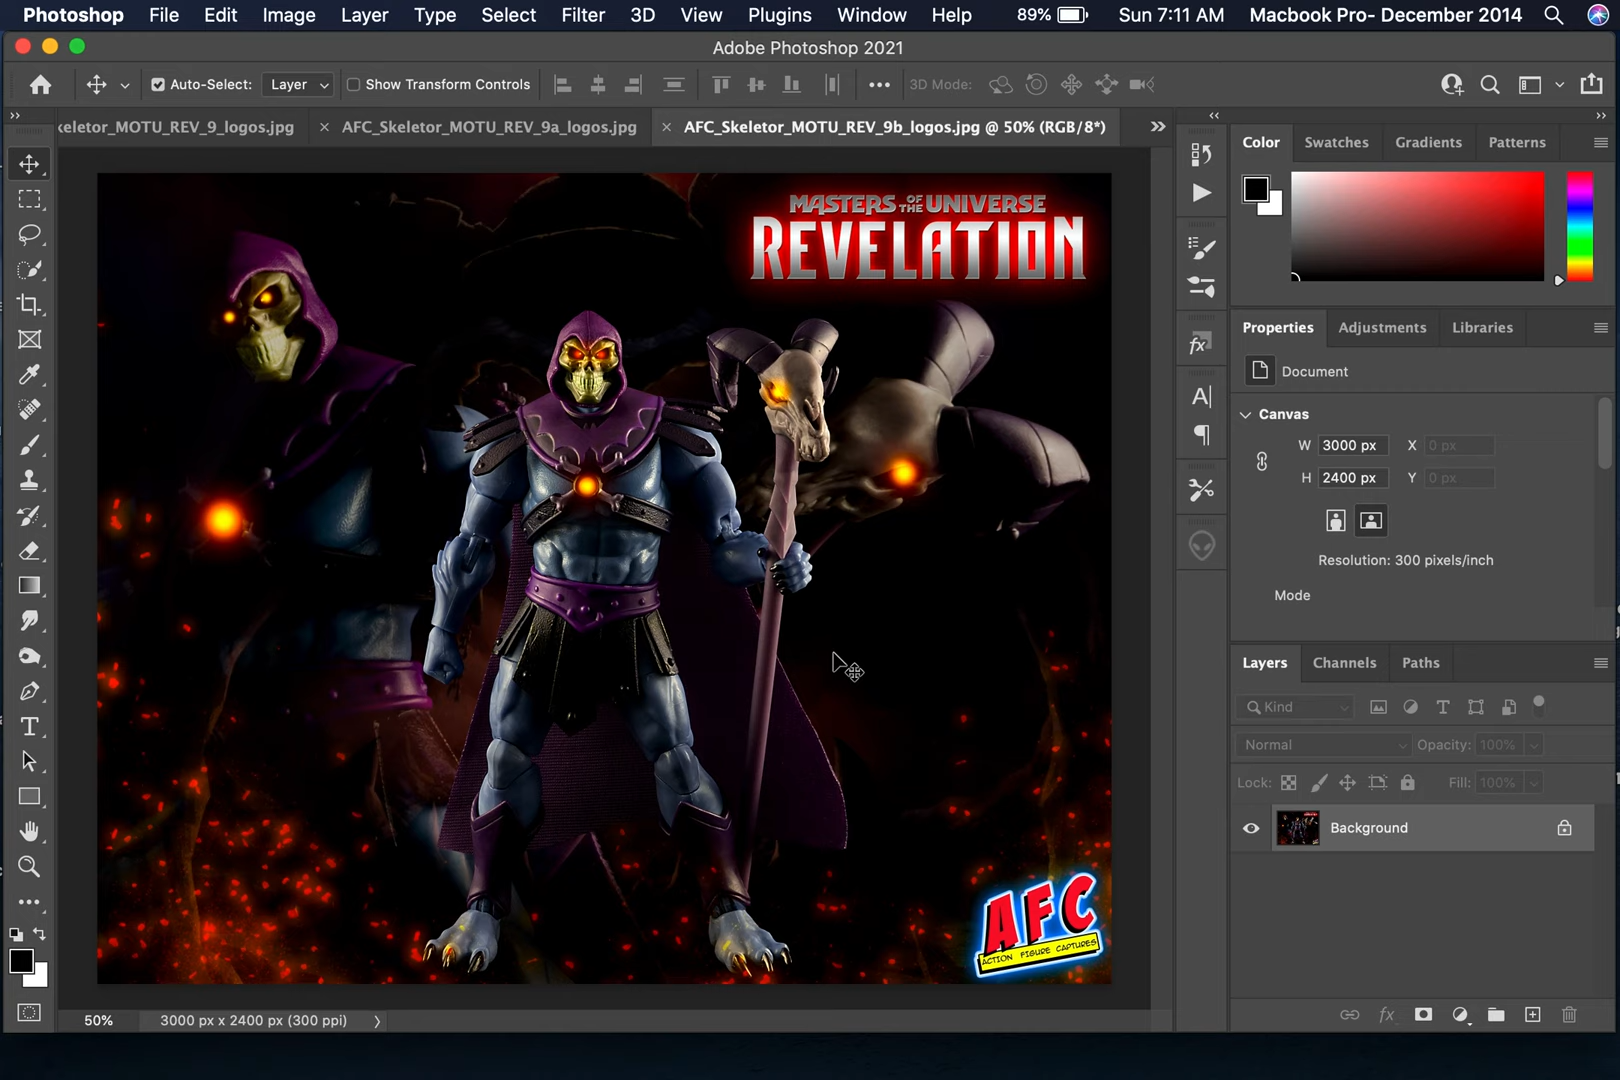 Photoshop File Edit Image Layer Type Select Filter 3D View Plugins Window Help 89% Sun 7:11 AM Macbook Pro- December 2014
Adobe Photoshop 2021
Auto-Select: Layer Show Transform Controls 3D Mode:
keletor_MOTU_REV_9_logos.jpg × AFC_Skeletor_MOTU_REV_9a_logos.jpg × AFC_Skeletor_MOTU_REV_9b_logos.jpg @ 50% (RGB/8*)
Color Swatches Gradients Patterns
MASTERS OF THE UNIVERSE
REVELATION
Properties Adjustments Libraries
Document
Canvas
W 3000 px X 0 px
H 2400 px Y 0 px
Resolution: 300 pixels/inch
Mode
Layers Channels Paths
Kind
Normal Opacity: 100%
Lock: Fill: 100%
Background
AFC
ACTION FIGURE CAPTURES
50% 3000 px x 2400 px (300 ppi)